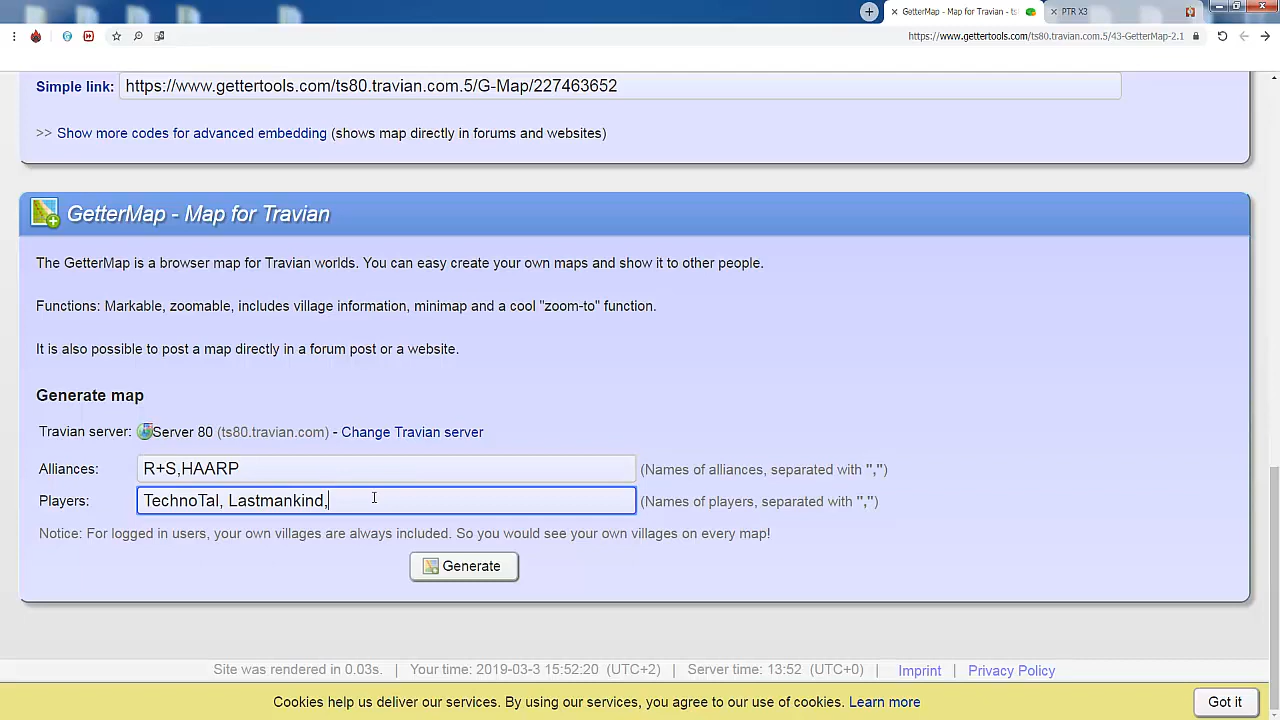 GetterMap - Map for Travian - ts
PTR X3
https://www.gettertools.com/ts80.travian.com.5/43-GetterMap-2.1
Simple link: https://www.gettertools.com/ts80.travian.com.5/G-Map/227463652
>> Show more codes for advanced embedding (shows map directly in forums and websites)
GetterMap - Map for Travian
The GetterMap is a browser map for Travian worlds. You can easy create your own maps and show it to other people.
Functions: Markable, zoomable, includes village information, minimap and a cool "zoom-to" function.
It is also possible to post a map directly in a forum post or a website.
Generate map
Travian server: Server 80 (ts80.travian.com) - Change Travian server
Alliances: R+S,HAARP (Names of alliances, separated with ",")
Players: TechnoTal, Lastmankind, (Names of players, separated with ",")
Notice: For logged in users, your own villages are always included. So you would see your own villages on every map!
Generate
Site was rendered in 0.03s. | Your time: 2019-03-3 15:52:20 (UTC+2) | Server time: 13:52 (UTC+0) | Imprint | Privacy Policy
Cookies help us deliver our services. By using our services, you agree to our use of cookies. Learn more
Got it